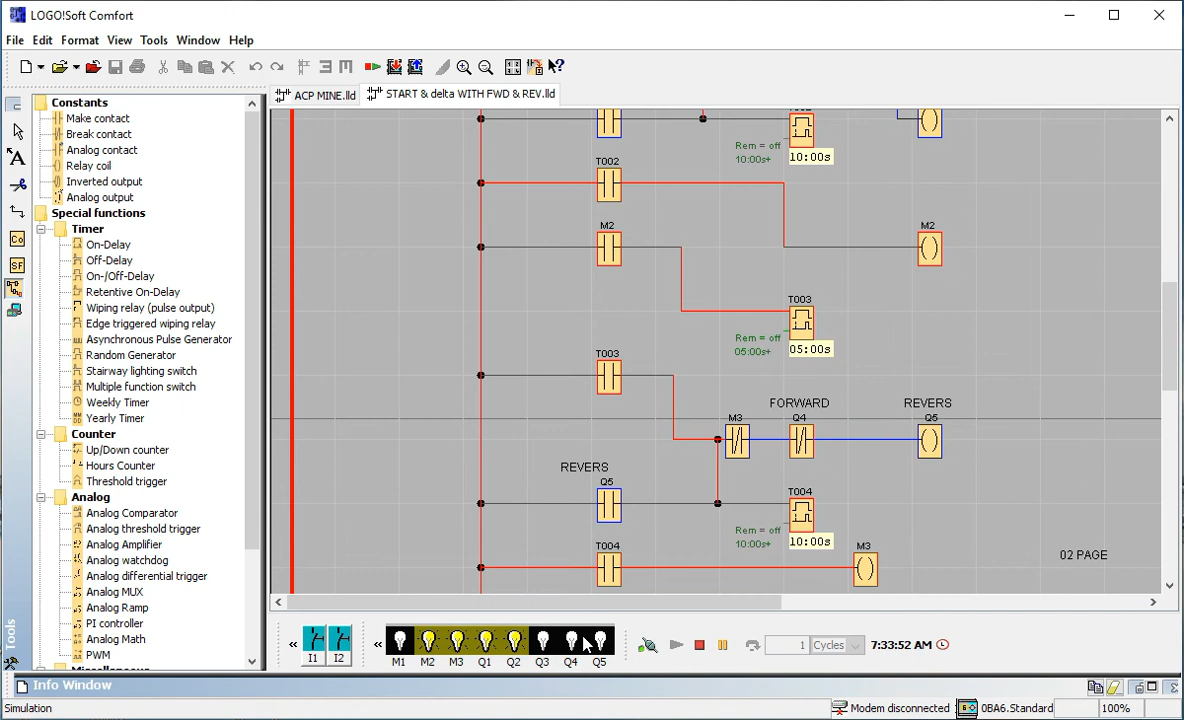 LOGO!Soft Comfort
File Edit Format View Tools Window Help
ACP MINE.lld START & delta WITH FWD & REV.lld
Constants
Make contact
Break contact
Analog contact
Relay coil
Inverted output
Analog output
Special functions
Timer
On-Delay
Off-Delay
On-/Off-Delay
Retentive On-Delay
Wiping relay (pulse output)
Edge triggered wiping relay
Asynchronous Pulse Generator
Random Generator
Stairway lighting switch
Multiple function switch
Weekly Timer
Yearly Timer
Counter
Up/Down counter
Hours Counter
Threshold trigger
Analog
Analog Comparator
Analog threshold trigger
Analog Amplifier
Analog watchdog
Analog differential trigger
Analog MUX
Analog Ramp
PI controller
Analog Math
PWM
Miscellaneous
Tools
A
Co
SF
Rem = off
10:00s+
10:00s
T002
M2
M2
T003
Rem = off
05:00s+
05:00s
T003
FORWARD
REVERS
M3
Q4
Q5
REVERS
Q5
T004
Rem = off
10:00s+
10:00s
T004
M3
02 PAGE
« I1 I2 « M1 M2 M3 Q1 Q2 Q3 Q4 Q5
1 Cycles 7:33:52 AM
Info Window
Simulation
Modem disconnected 0BA6.Standard 100%